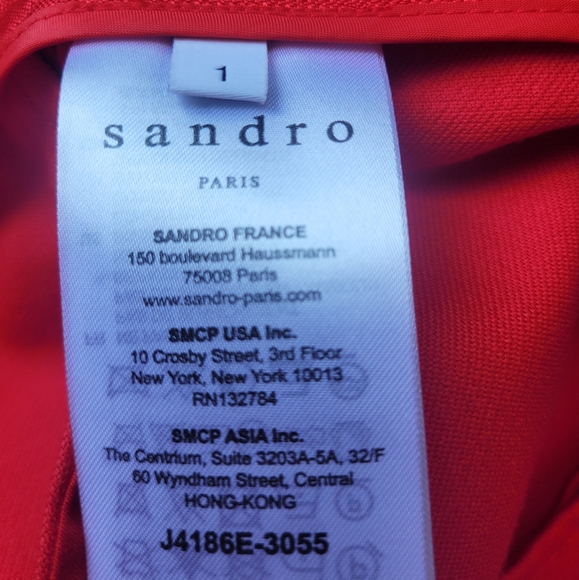 1
sandro
PARIS
SANDRO FRANCE
150 boulevard Haussmann
75008 Paris
www.sandro-paris.com
SMCP USA Inc.
10 Crosby Street, 3rd Floor
New York, New York 10013
RN132784
SMCP ASIA Inc.
The Centrium, Suite 3203A-5A, 32/F
60 Wyndham Street, Central
HONG-KONG
J4186E-3055